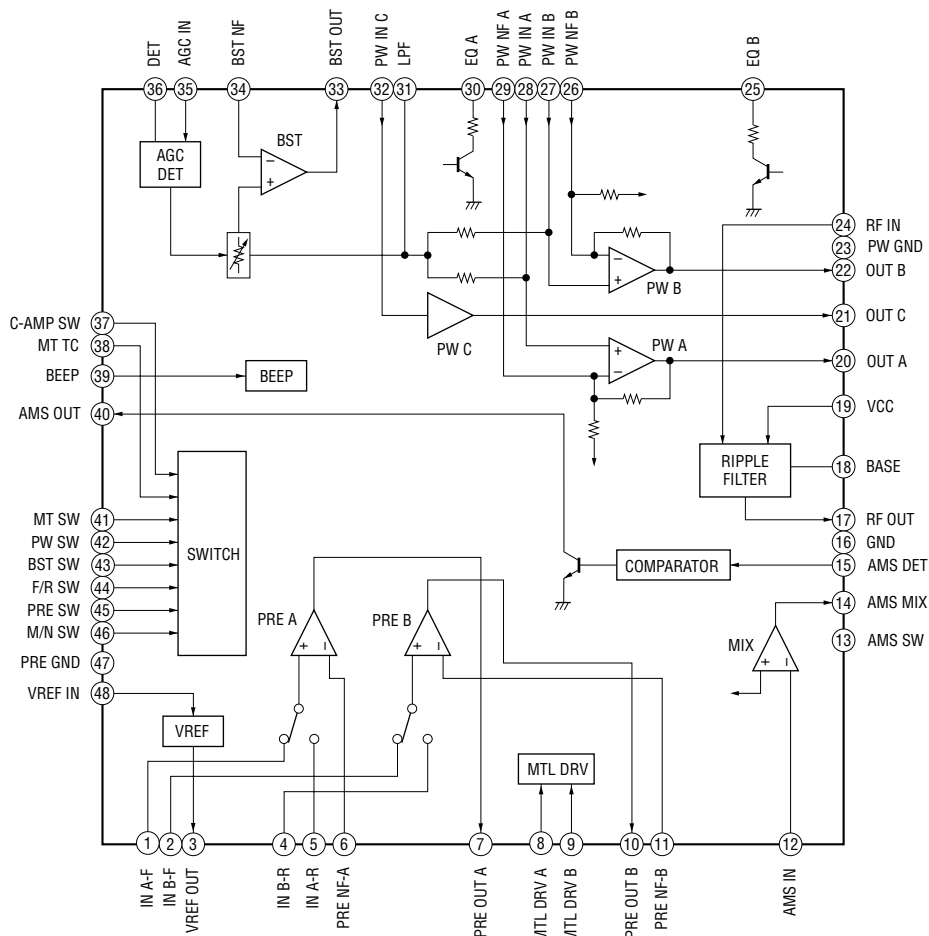 DET
AGC IN
BST NF
BST OUT
PW IN C
LPF
EQ A
PW NF A
PW IN A
PW IN B
PW NF B
EQ B
36
35
34
33
32
31
30
29
28
27
26
25
AGC
DET
BST
−
+
24
RF IN
23
PW GND
22
OUT B
−
+
PW B
C-AMP SW
37
21
OUT C
MT TC
38
PW C
+
−
PW A
BEEP
39
BEEP
20
OUT A
AMS OUT
40
19
VCC
RIPPLE
FILTER
18
BASE
SWITCH
MT SW
41
17
RF OUT
PW SW
42
16
GND
BST SW
43
COMPARATOR
15
AMS DET
F/R SW
44
PRE SW
45
PRE A
PRE B
14
AMS MIX
M/N SW
46
+
−
+
−
MIX
13
AMS SW
PRE GND
47
+
−
VREF IN
48
VREF
MTL DRV
1
2
3
4
5
6
7
8
9
10
11
12
IN A-F
IN B-F
VREF OUT
IN B-R
IN A-R
PRE NF-A
PRE OUT A
MTL DRV A
MTL DRV B
PRE OUT B
PRE NF-B
AMS IN